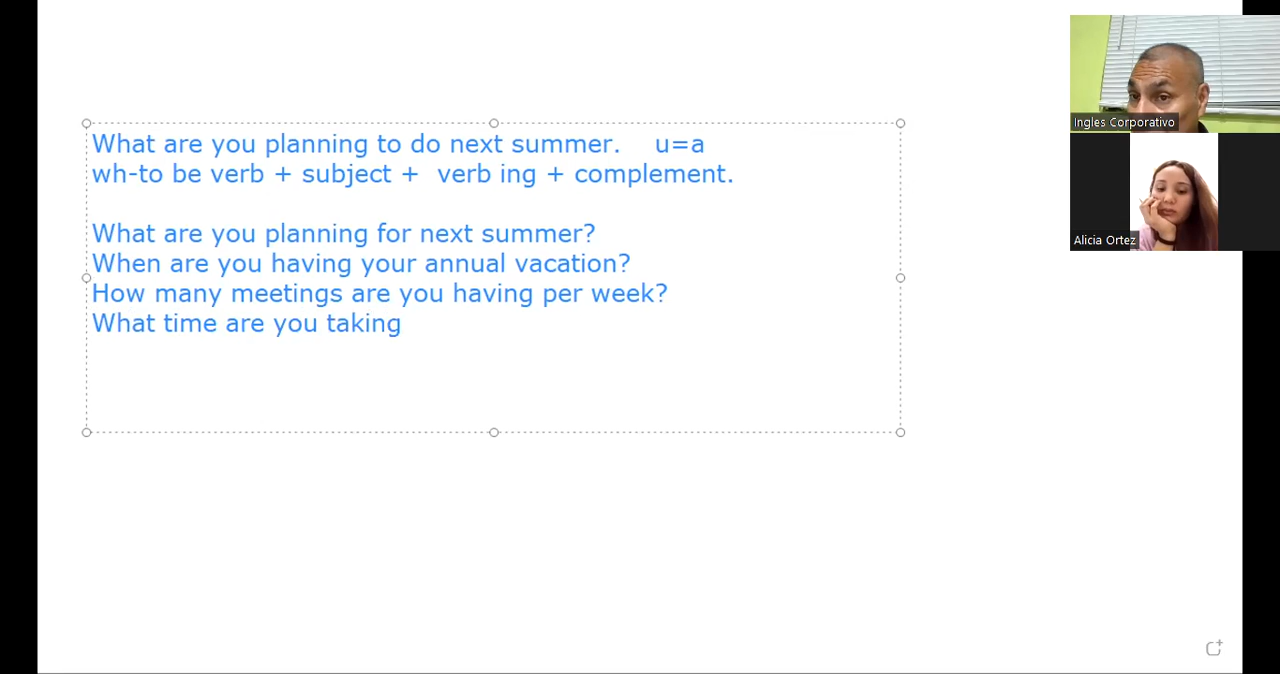 What are you planning to do next summer. u=a
wh-to be verb + subject + verb ing + complement.
What are you planning for next summer?
When are you having your annual vacation?
How many meetings are you having per week?
What time are you taking
Ingles Corporativo
Alicia Ortez